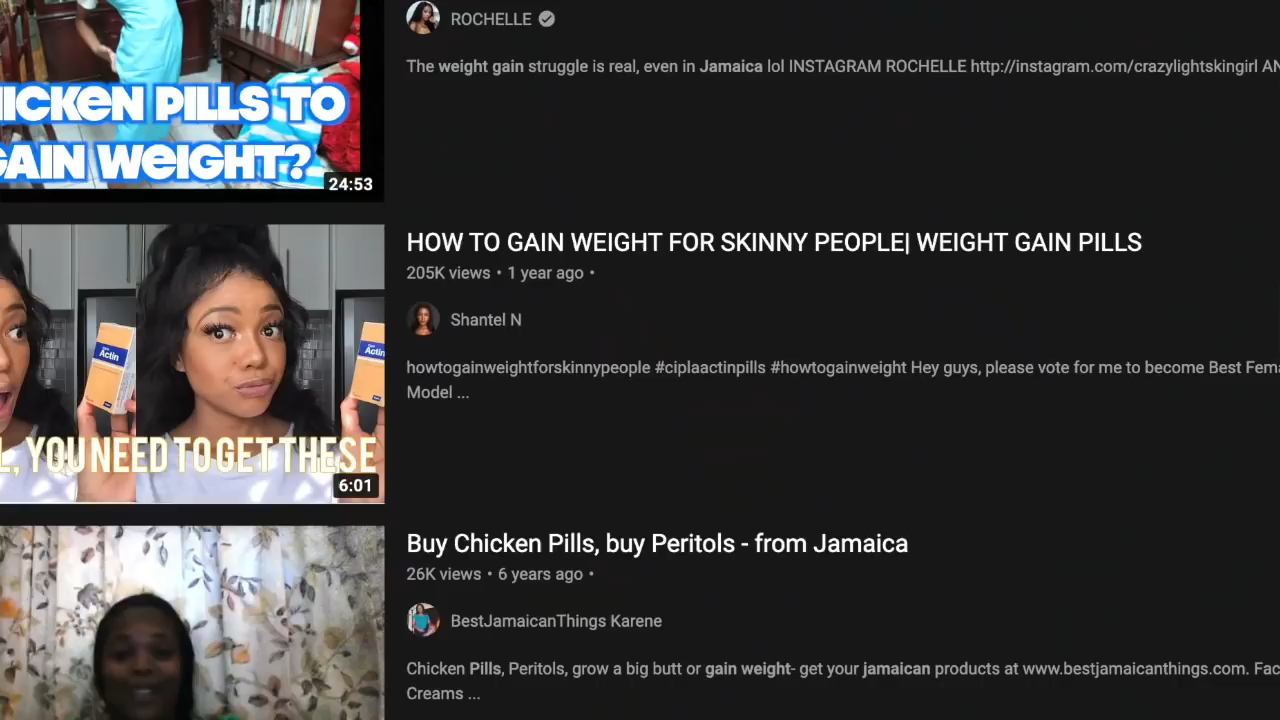 ROCHELLE
The weight gain struggle is real, even in Jamaica lol INSTAGRAM ROCHELLE http://instagram.com/crazylightskingirl AN
ICKEN PILLS TO
GAIN WEIGHT?
24:53
HOW TO GAIN WEIGHT FOR SKINNY PEOPLE| WEIGHT GAIN PILLS
205K views • 1 year ago •
Shantel N
howtogainweightforskinnypeople #ciplaactinpills #howtogainweight Hey guys, please vote for me to become Best Fema
Model ...
Actin
Actin
L, YOU NEED TO GET THESE
6:01
Buy Chicken Pills, buy Peritols - from Jamaica
26K views • 6 years ago •
BestJamaicanThings Karene
Chicken Pills, Peritols, grow a big butt or gain weight- get your jamaican products at www.bestjamaicanthings.com. Fac
Creams ...